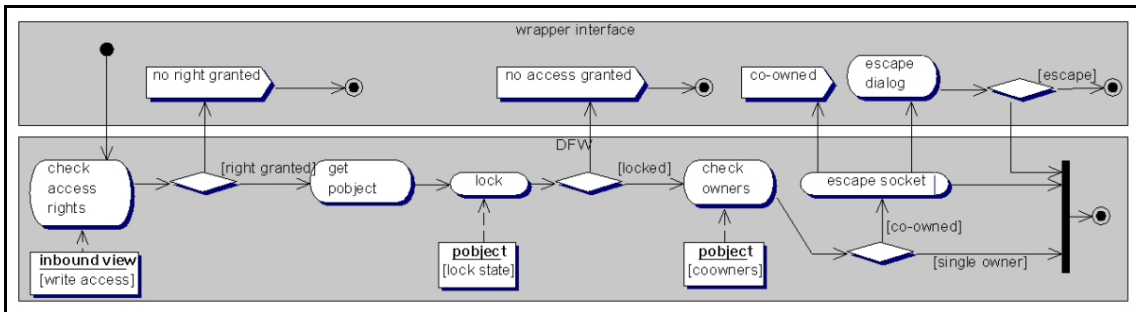 wrapper interface
no right granted
no access granted
co-owned
escape
dialog
[escape]
DFW
check
access
rights
[right granted]
get
pobject
lock
[locked]
check
owners
escape socket
[co-owned]
[single owner]
inbound view
[write access]
pobject
[lock state]
pobject
[coowners]